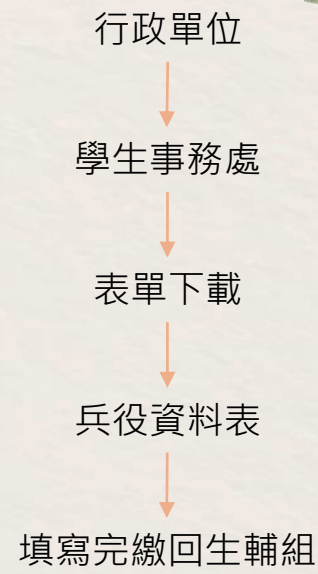 行政單位
學生事務處
表單下載
兵役資料表
填寫完繳回生輔組